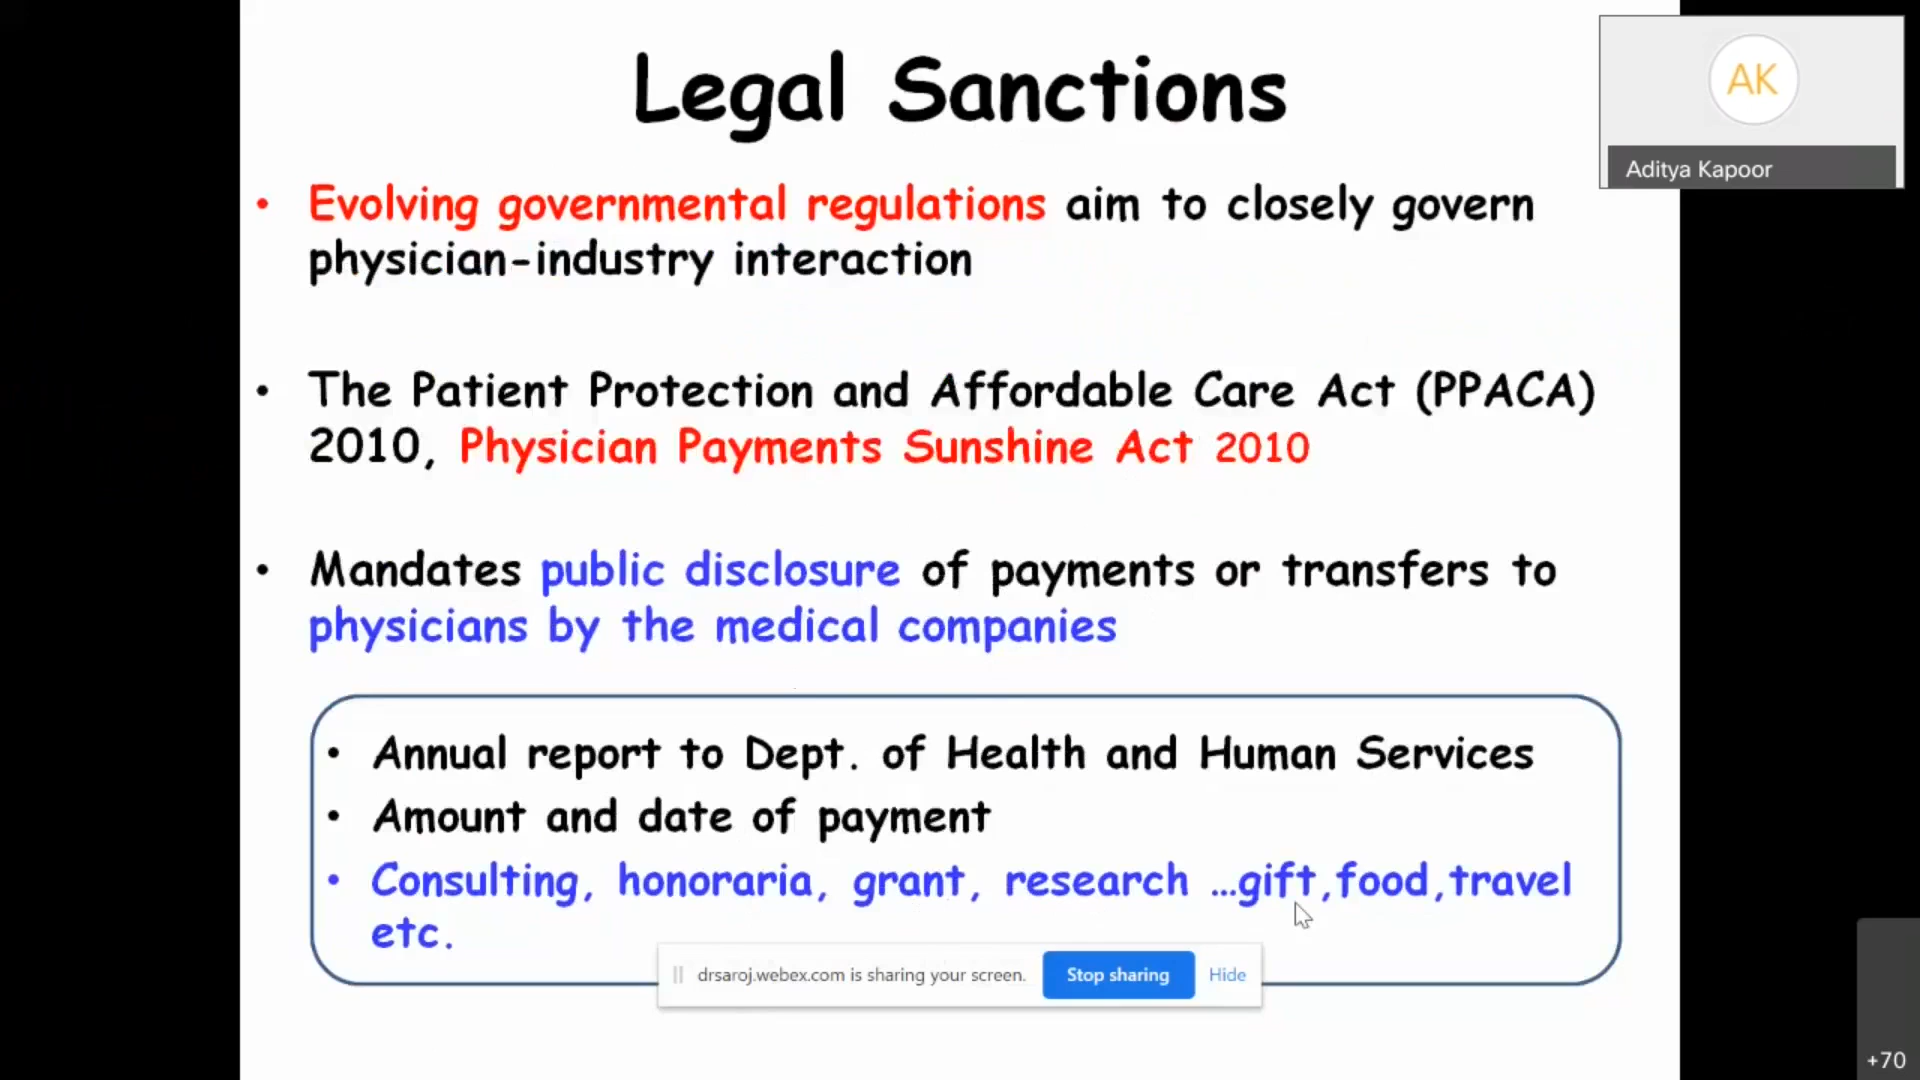 Legal Sanctions
AK
Aditya Kapoor
• Evolving governmental regulations aim to closely govern
physician-industry interaction
• The Patient Protection and Affordable Care Act (PPACA)
2010, Physician Payments Sunshine Act 2010
• Mandates public disclosure of payments or transfers to
physicians by the medical companies
• Annual report to Dept. of Health and Human Services
• Amount and date of payment
• Consulting, honoraria, grant, research ...gift,food,travel
etc.
drsaroj.webex.com is sharing your screen. Stop sharing Hide
+70